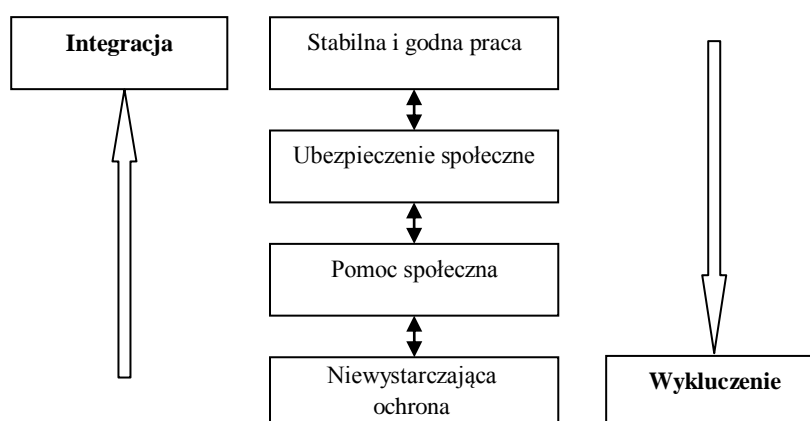 Integracja
Stabilna i godna praca
Ubezpieczenie społeczne
Pomoc społeczna
Niewystarczająca
ochrona
Wykluczenie